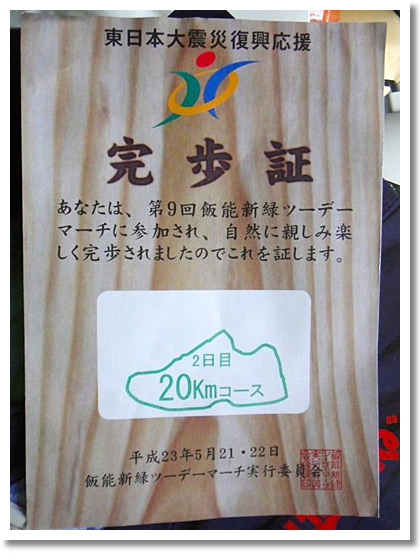 東日本大震災復興応援
完歩証
あなたは、第9回飯能新緑ツーデー
マーチに参加され、自然に親しみ楽
しく完歩されましたのでこれを証します。
2日目
20Kmコース
平成23年5月21・22日
飯能新緑ツーデーマーチ実行委員会